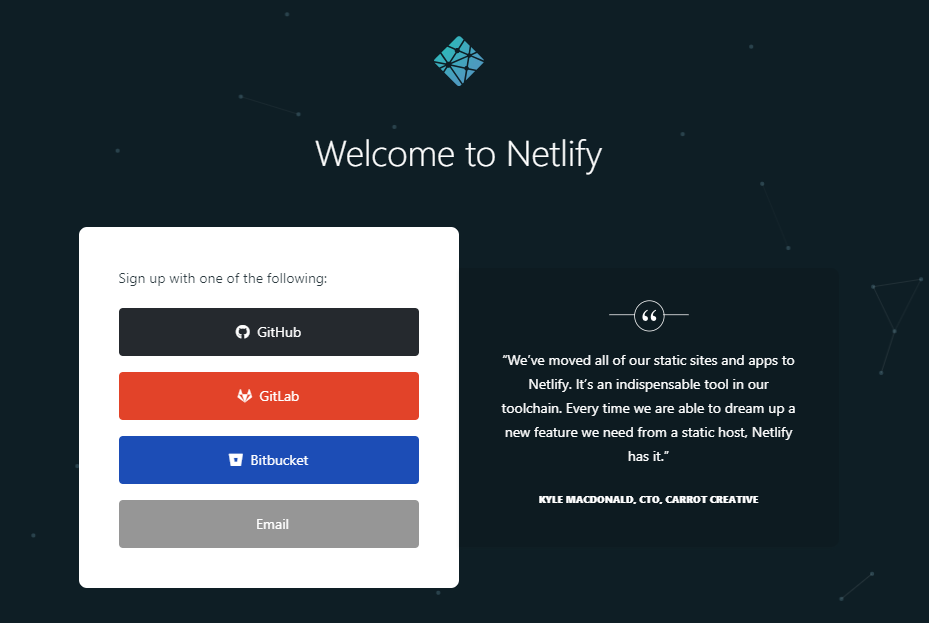 Welcome to Netlify
Sign up with one of the following:
GitHub
GitLab
Bitbucket
Email
“We’ve moved all of our static sites and apps to
Netlify. It’s an indispensable tool in our
toolchain. Every time we are able to dream up a
new feature we need from a static host, Netlify
has it.”
KYLE MACDONALD, CTO, CARROT CREATIVE